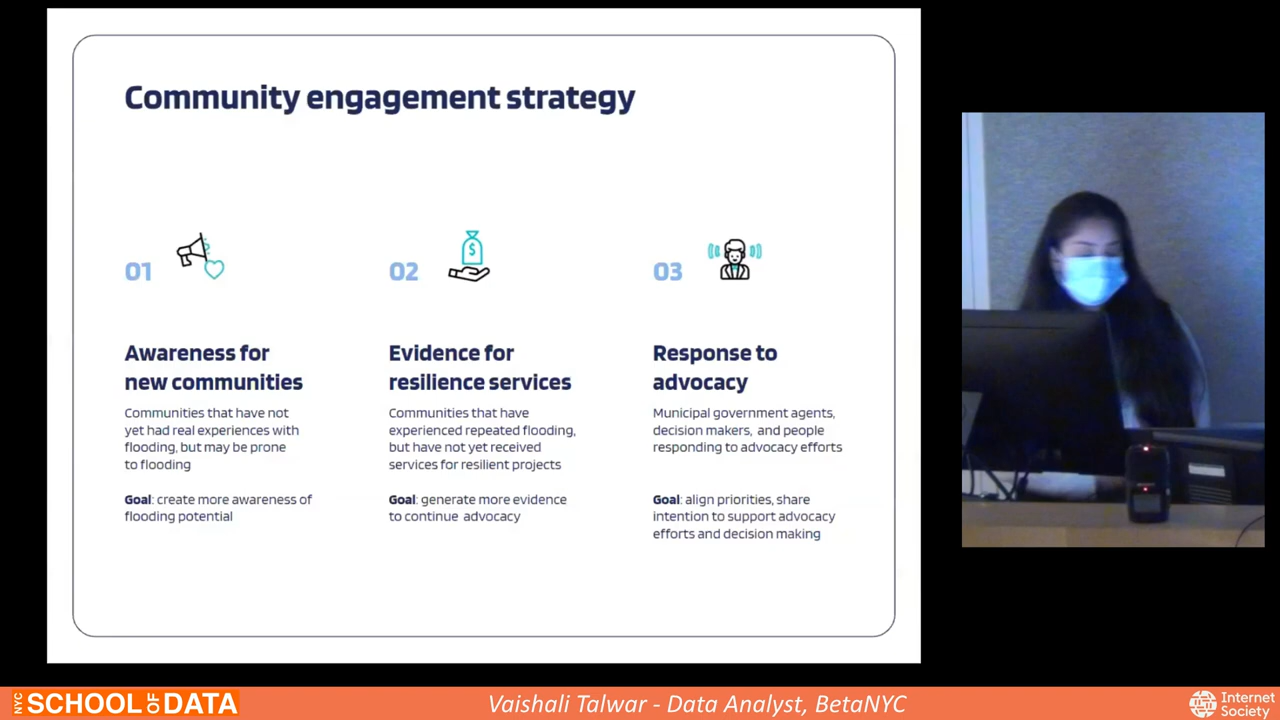 Community engagement strategy
01
Awareness for
new communities
Communities that have not
yet had real experiences with
flooding, but may be prone
to flooding
Goal: create more awareness of
flooding potential
02
$
Evidence for
resilience services
Communities that have
experienced repeated flooding,
but have not yet received
services for resilient projects
Goal: generate more evidence
to continue advocacy
03
Response to
advocacy
Municipal government agents,
decision makers, and people
responding to advocacy efforts
Goal: align priorities, share
intention to support advocacy
efforts and decision making
NYC SCHOOL OF DATA
Vaishali Talwar - Data Analyst, BetaNYC
Internet
Society